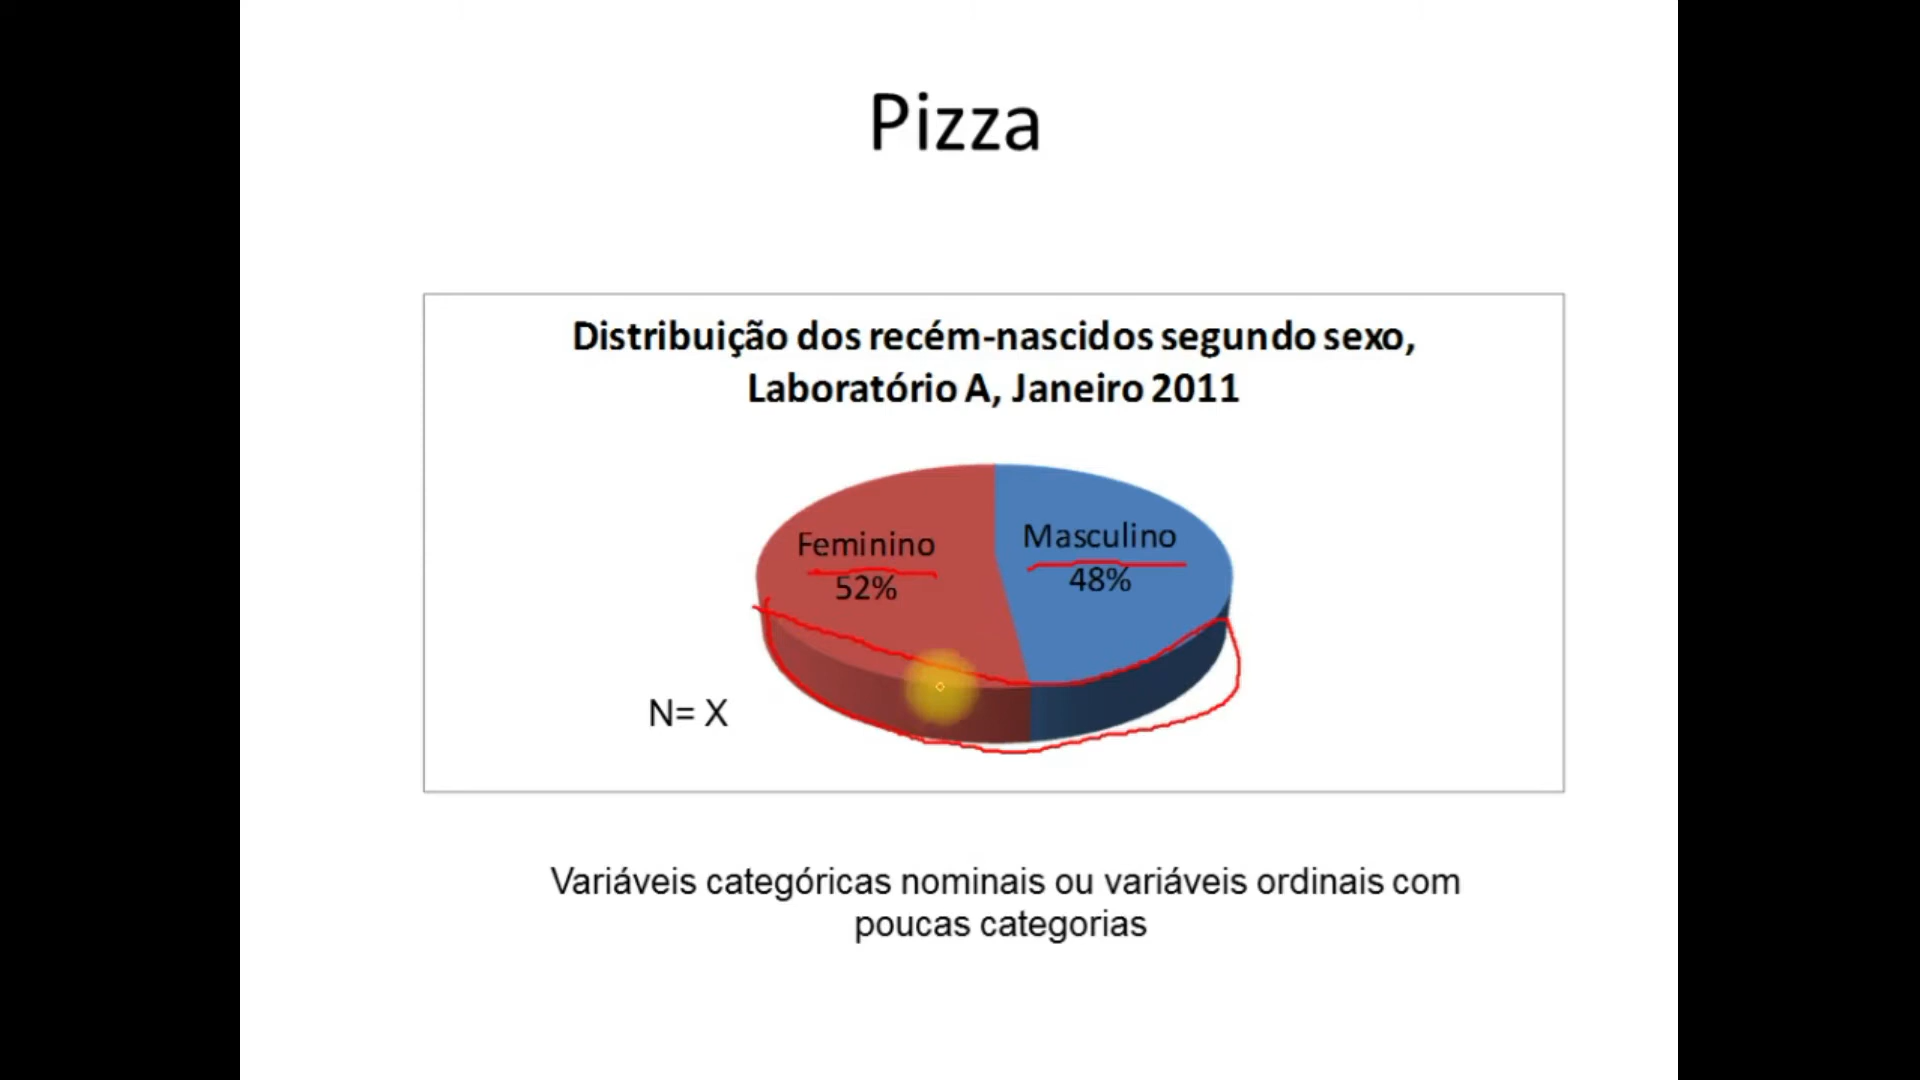 Pizza
Distribuição dos recém-nascidos segundo sexo,
Laboratório A, Janeiro 2011
Feminino
52%
Masculino
48%
N= X
Variáveis categóricas nominais ou variáveis ordinais com
poucas categorias